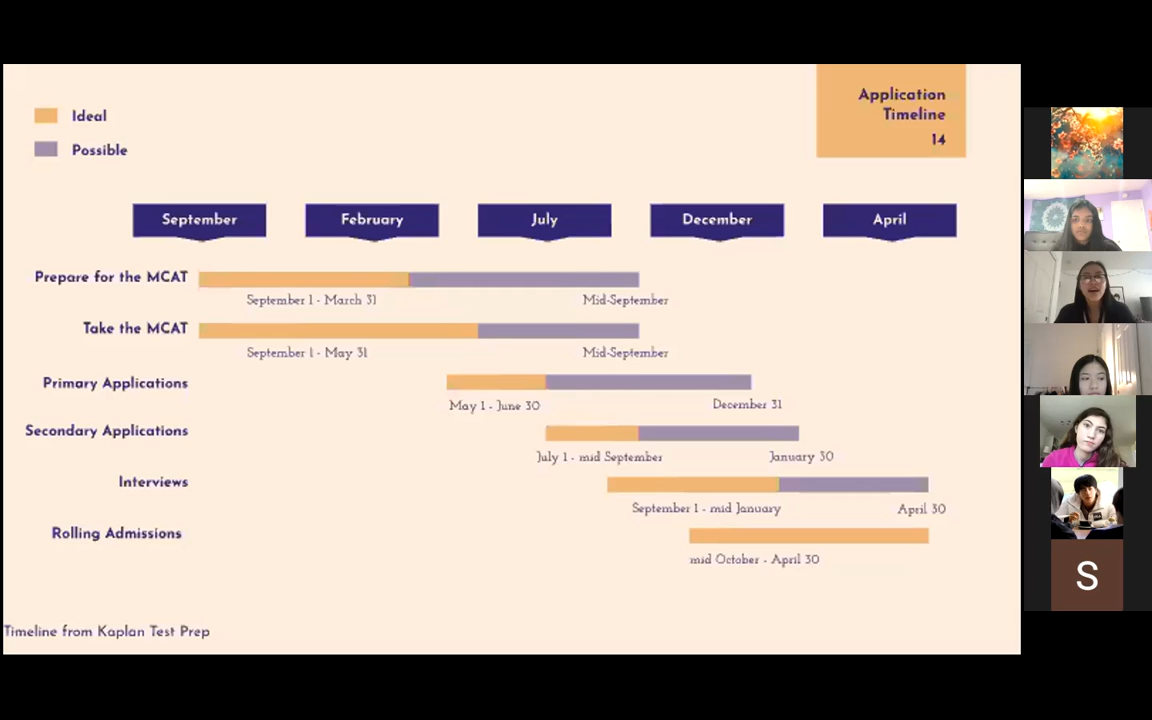 Application
Timeline
14
Ideal
Possible
September February July December April
Prepare for the MCAT
September 1 - March 31 Mid-September
Take the MCAT
September 1 - May 31 Mid-September
Primary Applications
May 1 - June 30 December 31
Secondary Applications
July 1 - mid September January 30
Interviews
September 1 - mid January April 30
Rolling Admissions
mid October - April 30
Timeline from Kaplan Test Prep
S